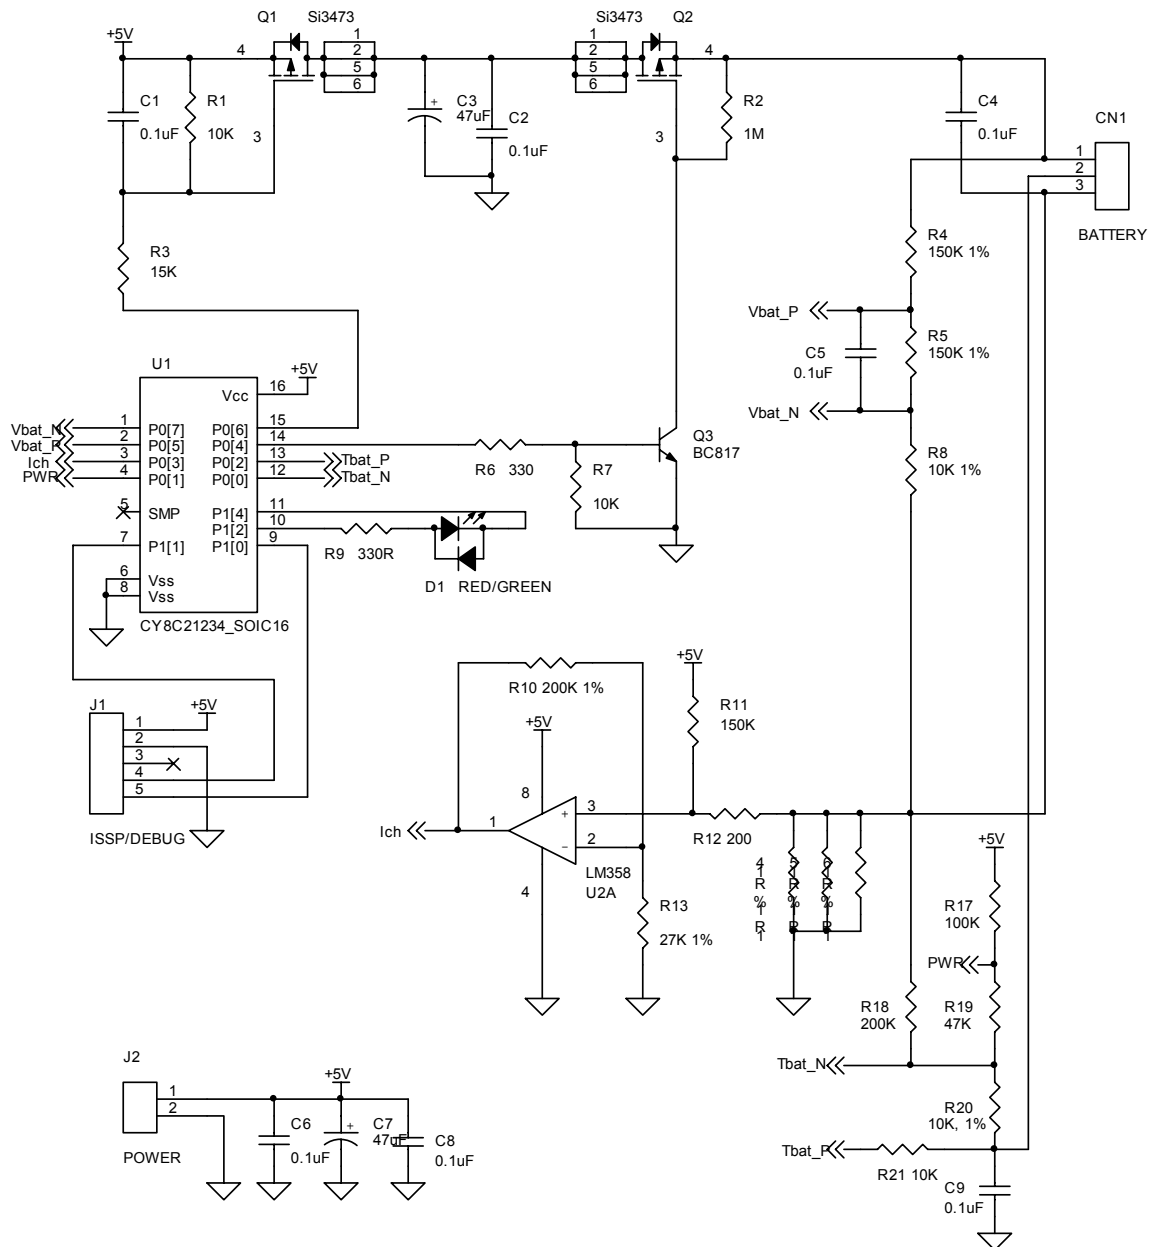 Q1 Si3473
Si3473 Q2
+5V
4
1
2
5
6
1
2
5
6
4
C1
0.1uF
R1
10K
3
C3
47uF
+
C2
0.1uF
3
R2
1M
C4
0.1uF
CN1
1
2
3
BATTERY
R3
15K
R4
150K 1%
Vbat_P
C5
0.1uF
R5
150K 1%
Vbat_N
R8
10K 1%
U1
+5V
Vcc 16
Vbat_N 1 P0[7] P0[6] 15
Vbat_P 2 P0[5] P0[4] 14
Ich 3 P0[3] P0[2] 13 Tbat_P
PWR 4 P0[1] P0[0] 12 Tbat_N
5 SMP P1[4] 11
P1[2] 10
7 P1[1] P1[0] 9
6 Vss
8 Vss
CY8C21234_SOIC16
R6 330
R7
10K
Q3
BC817
R9 330R
D1 RED/GREEN
J1
+5V
1
2
3
4
5
ISSP/DEBUG
R10 200K 1%
+5V
R11
150K
+5V
8
Ich
1
+ 3
- 2
4
LM358
U2A
R12 200
R13
27K 1%
+5V
R17
100K
PWR
R18
200K
R19
47K
Tbat_N
R20
10K, 1%
Tbat_P
R21 10K
C9
0.1uF
J2
1
2
POWER
+5V
C6
0.1uF
+
C7
47uF
C8
0.1uF